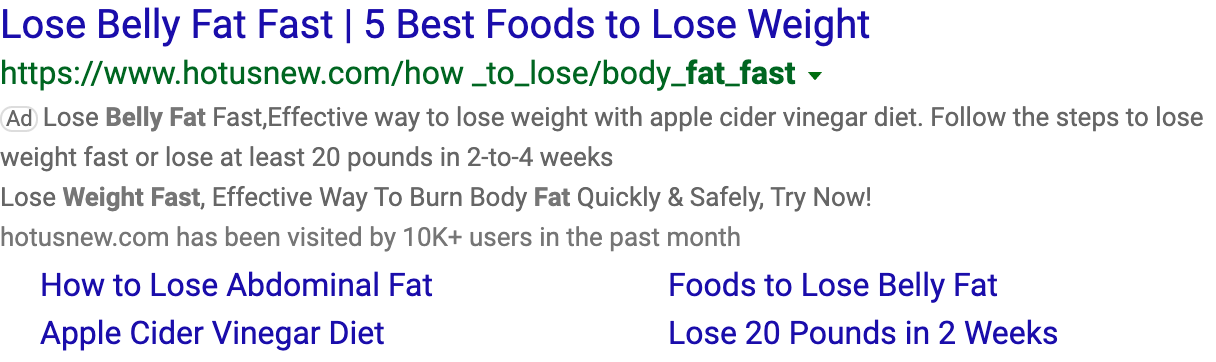 Lose Belly Fat Fast | 5 Best Foods to Lose Weight
https://www.hotusnew.com/how _to_lose/body_fat_fast
Ad Lose Belly Fat Fast,Effective way to lose weight with apple cider vinegar diet. Follow the steps to lose
weight fast or lose at least 20 pounds in 2-to-4 weeks
Lose Weight Fast, Effective Way To Burn Body Fat Quickly & Safely, Try Now!
hotusnew.com has been visited by 10K+ users in the past month
How to Lose Abdominal Fat
Foods to Lose Belly Fat
Apple Cider Vinegar Diet
Lose 20 Pounds in 2 Weeks